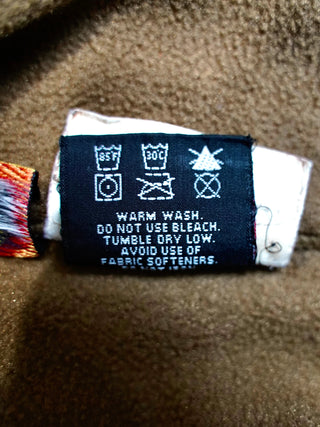 85F 30C
WARM WASH.
DO NOT USE BLEACH.
TUMBLE DRY LOW.
AVOID USE OF
FABRIC SOFTENERS.